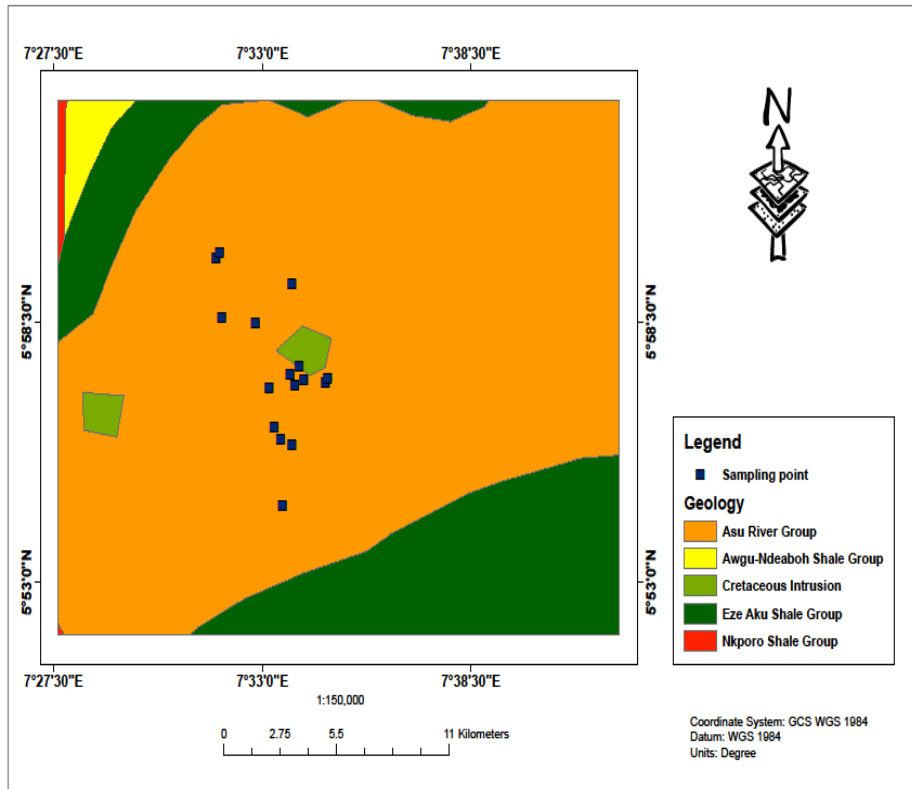 7°27'30"E 7°33'0"E 7°38'30"E
N
5°58'30"N 5°58'30"N
Legend
Sampling point
Geology
Asu River Group
Awgu-Ndeaboh Shale Group
Cretaceous Intrusion
Eze Aku Shale Group
Nkporo Shale Group
5°53'0"N 5°53'0"N
7°27'30"E 7°33'0"E 7°38'30"E
1:150,000
0 2.75 5.5 11 Kilometers
Coordinate System: GCS WGS 1984
Datum: WGS 1984
Units: Degree